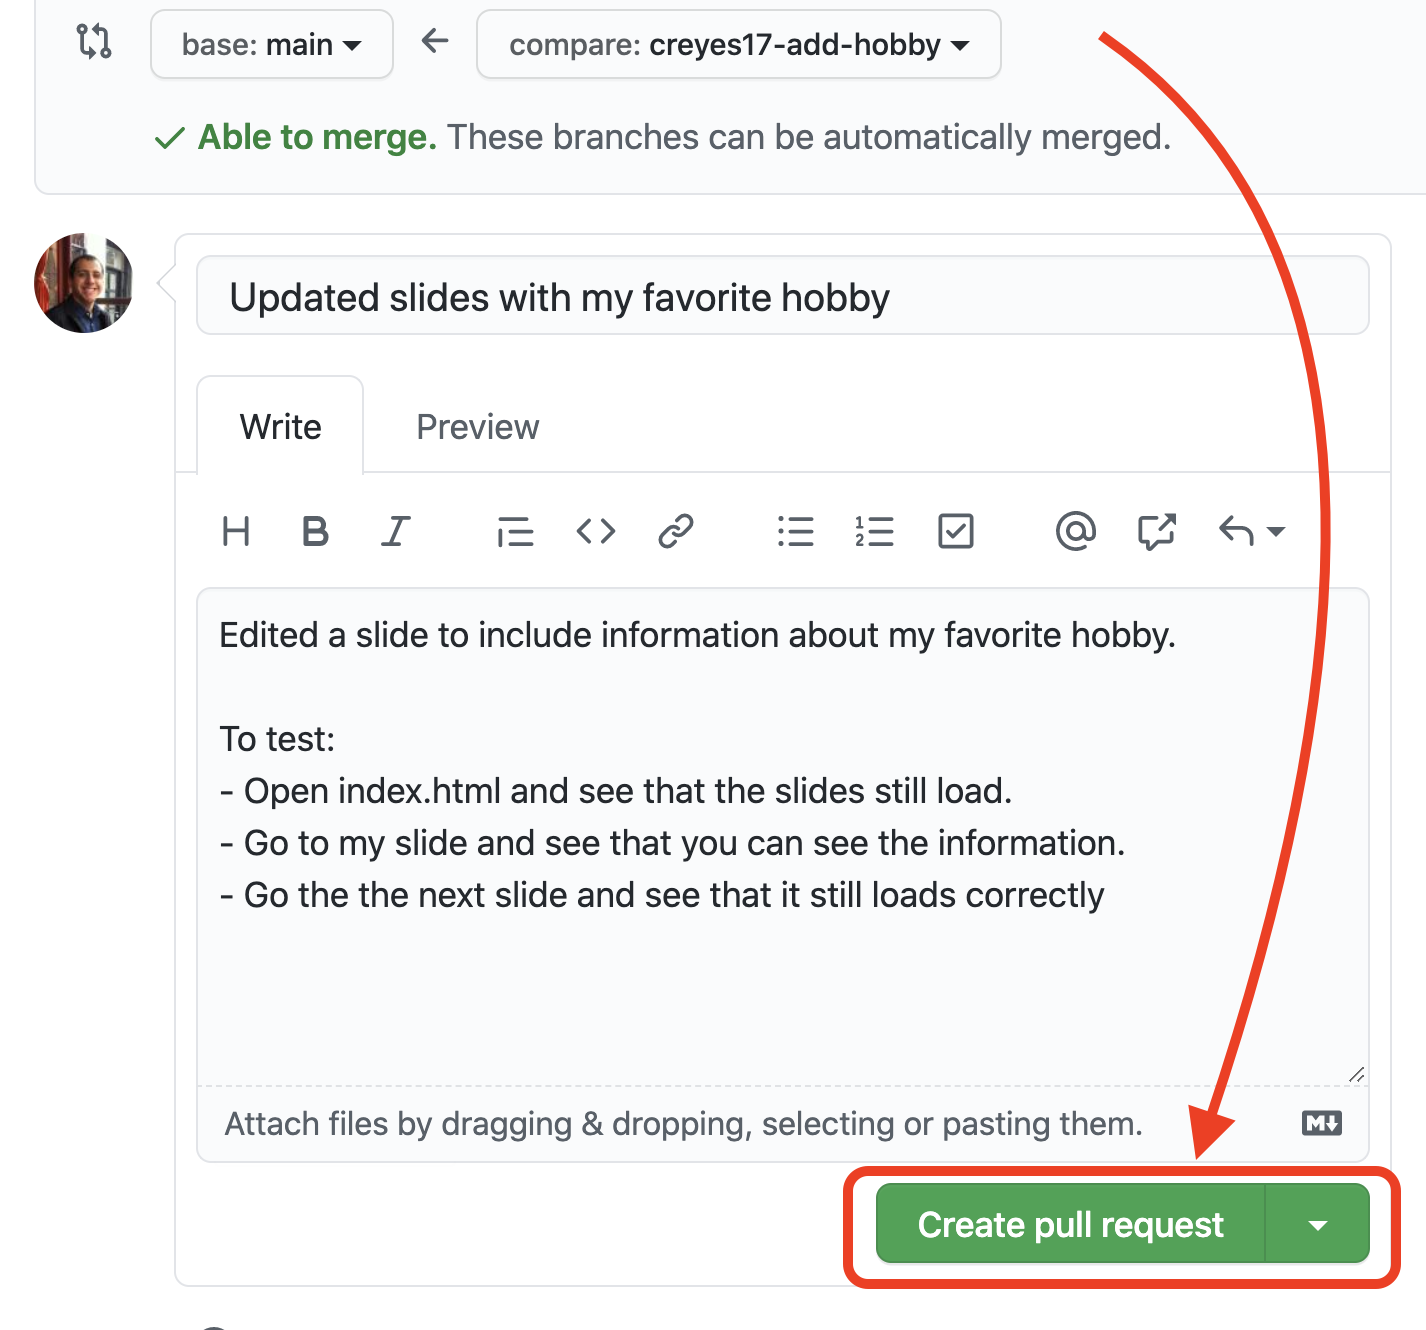 base: main
compare: creyes17-add-hobby
Able to merge. These branches can be automatically merged.
Updated slides with my favorite hobby
Write Preview
Edited a slide to include information about my favorite hobby.
To test:
- Open index.html and see that the slides still load.
- Go to my slide and see that you can see the information.
- Go the the next slide and see that it still loads correctly
Attach files by dragging & dropping, selecting or pasting them.
Create pull request